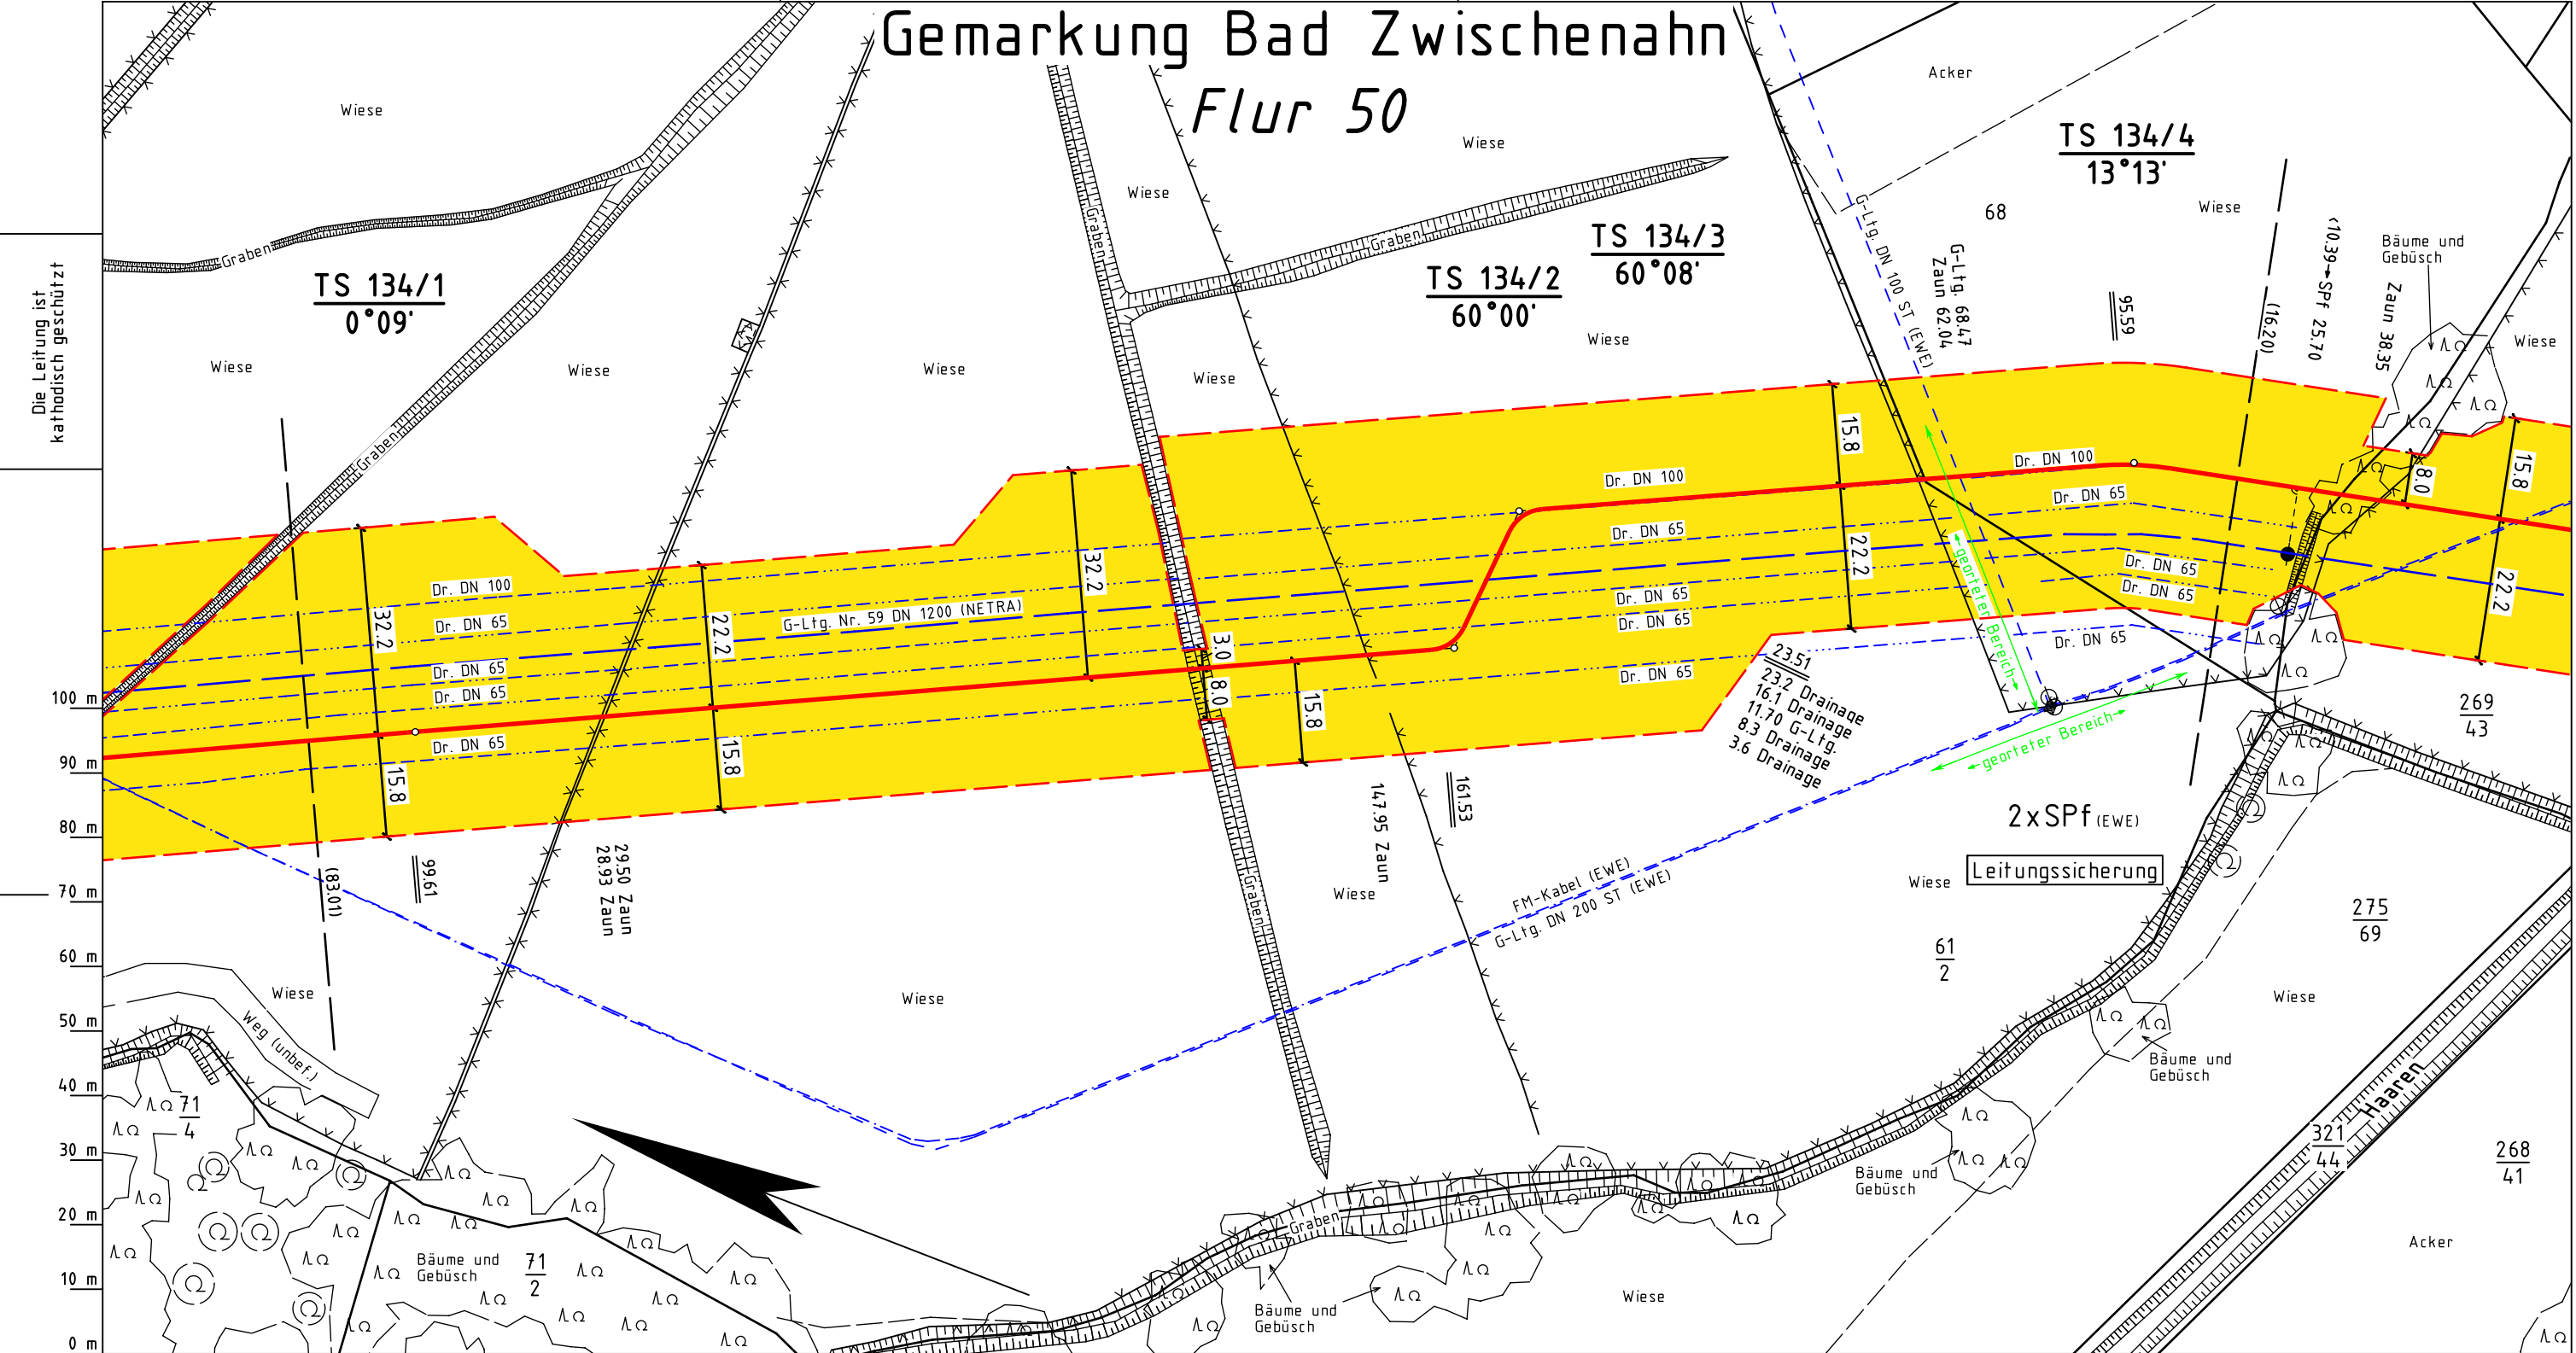 Gemarkung Bad Zwischenahn
Flur 50
Die Leitung ist
kathodisch geschützt
Wiese
Graben
TS 134/1
0°09'
Wiese
Graben
Wiese
Wiese
Graben
Wiese
Wiese
Graben
Wiese
TS 134/2
60°00'
TS 134/3
60°08'
Wiese
Acker
TS 134/4
13°13'
68
Wiese
G-Ltg. DN 100 ST (EWE)
G-Ltg. 68.47
Zaun 62.04
95.59
(16.20)
<10.39→SPf 25.70
Zaun 38.35
Bäume und
Gebüsch
Wiese
Dr. DN 100
Dr. DN 65
Dr. DN 65
Dr. DN 65
Dr. DN 65
32.2
15.8
22.2
15.8
G-Ltg. Nr. 59 DN 1200 (NETRA)
32.2
3.0
8.0
15.8
Dr. DN 100
Dr. DN 65
Dr. DN 65
Dr. DN 65
Dr. DN 65
15.8
22.2
Dr. DN 100
Dr. DN 65
Dr. DN 65
Dr. DN 65
Dr. DN 65
8.0
15.8
22.2
georteter Bereich
georteter Bereich
23.51
23.2 Drainage
16.1 Drainage
11.70 G-Ltg.
8.3 Drainage
3.6 Drainage
269
43
100 m
90 m
80 m
70 m
60 m
50 m
40 m
30 m
20 m
10 m
0 m
(83.01)
99.61
29.50 Zaun
28.93 Zaun
Graben
147.95 Zaun
161.53
Wiese
FM-Kabel (EWE)
G-Ltg. DN 200 ST (EWE)
2xSPf (EWE)
Leitungssicherung
Wiese
61
2
275
69
Wiese
Wiese
Weg (unbef.)
Wiese
71
4
Bäume und
Gebüsch
71
2
Graben
Bäume und
Gebüsch
Wiese
Bäume und
Gebüsch
Bäume und
Gebüsch
Haaren
321
44
268
41
Acker